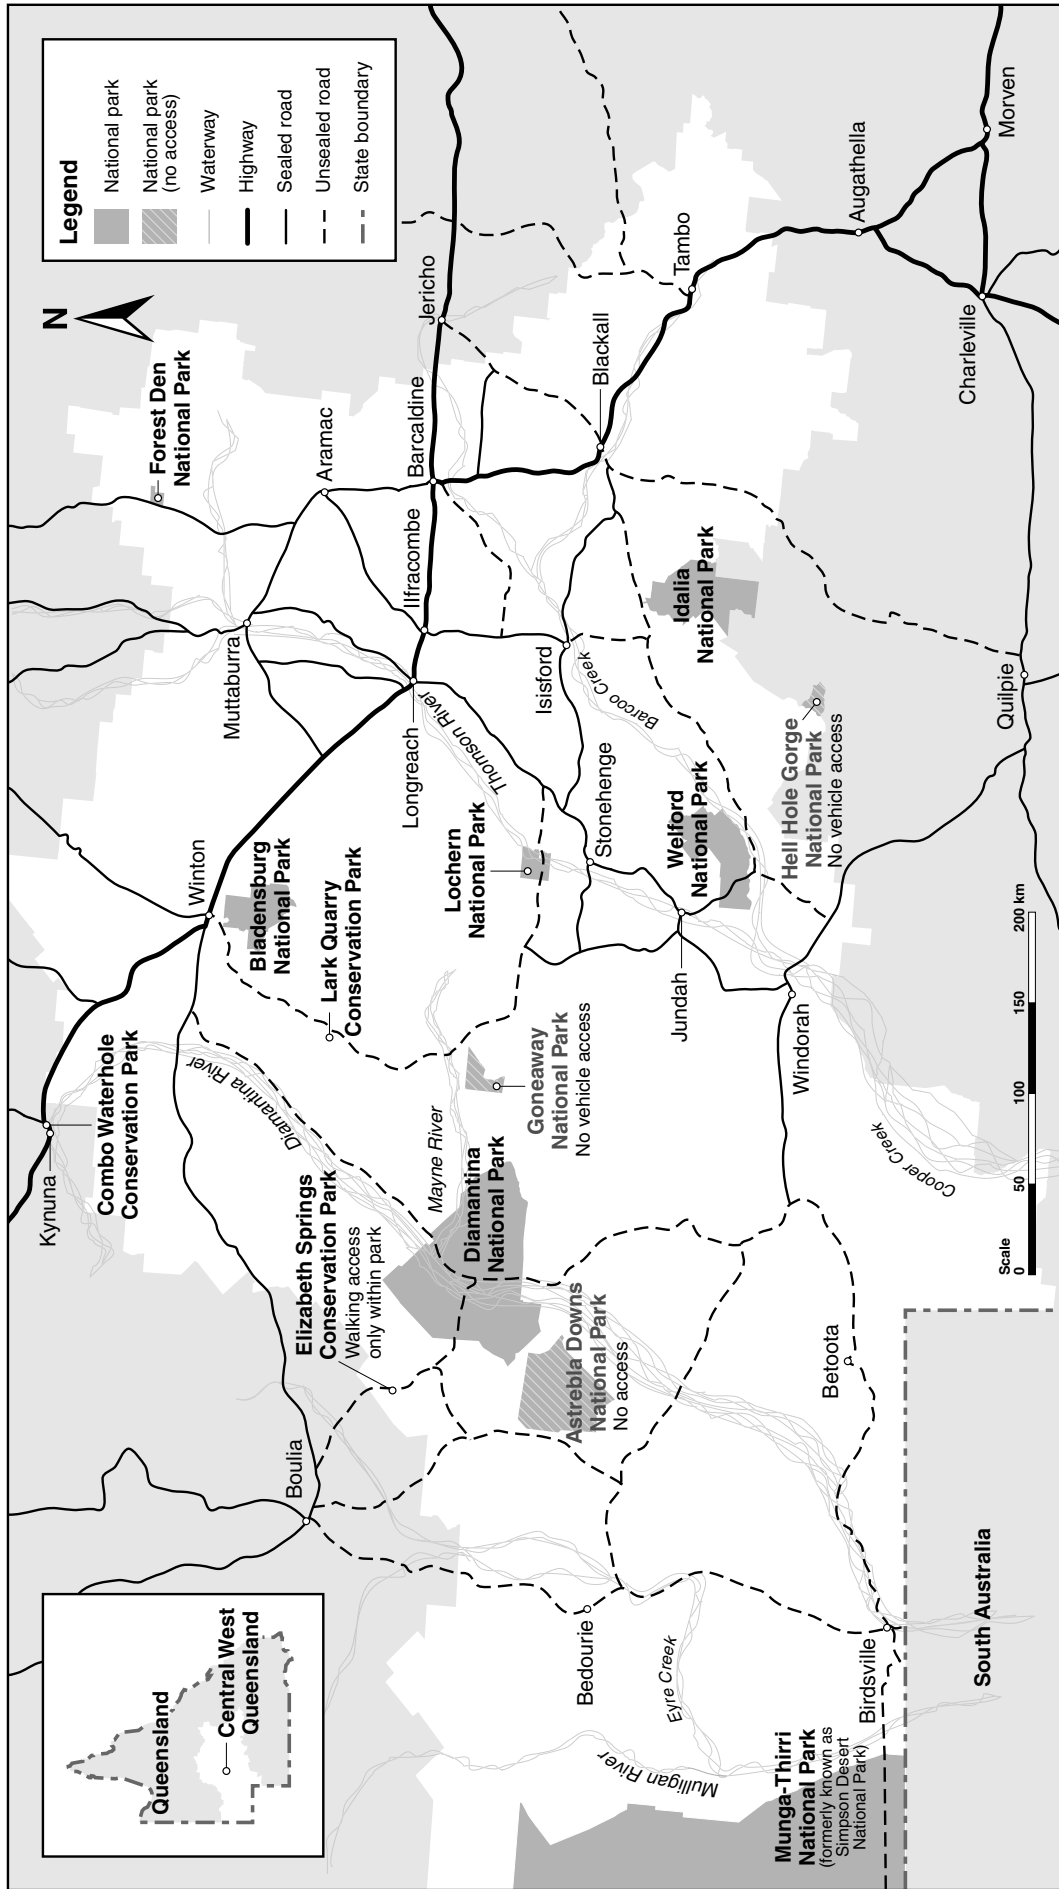 Queensland
Central West
Queensland
N
Legend
National park
National park
(no access)
Waterway
Highway
Sealed road
Unsealed road
State boundary
Kynuna
Combo Waterhole
Conservation Park
Winton
Bladensburg
National Park
Lark Quarry
Conservation Park
Muttaburra
Forest Den
National Park
Aramac
Longreach
Ilfracombe
Barcaldine
Jericho
Boulia
Elizabeth Springs
Conservation Park
Walking access
only within park
Diamantina River
Mayne River
Diamantina
National Park
Goneaway
National Park
No vehicle access
Lochern
National Park
Thomson River
Isisford
Barcoo Creek
Blackall
Tambo
Astrebla Downs
National Park
No access
Stonehenge
Jundah
Welford
National Park
Idalia
National Park
Hell Hole Gorge
National Park
No vehicle access
Augathella
Morven
Charleville
Quilpie
Windorah
Cooper Creek
Bedourie
Eyre Creek
Mulligan River
Betoota
Birdsville
Munga-Thirri
National Park
(formerly known as
Simpson Desert
National Park)
South Australia
Scale
0
50
100
150
200 km